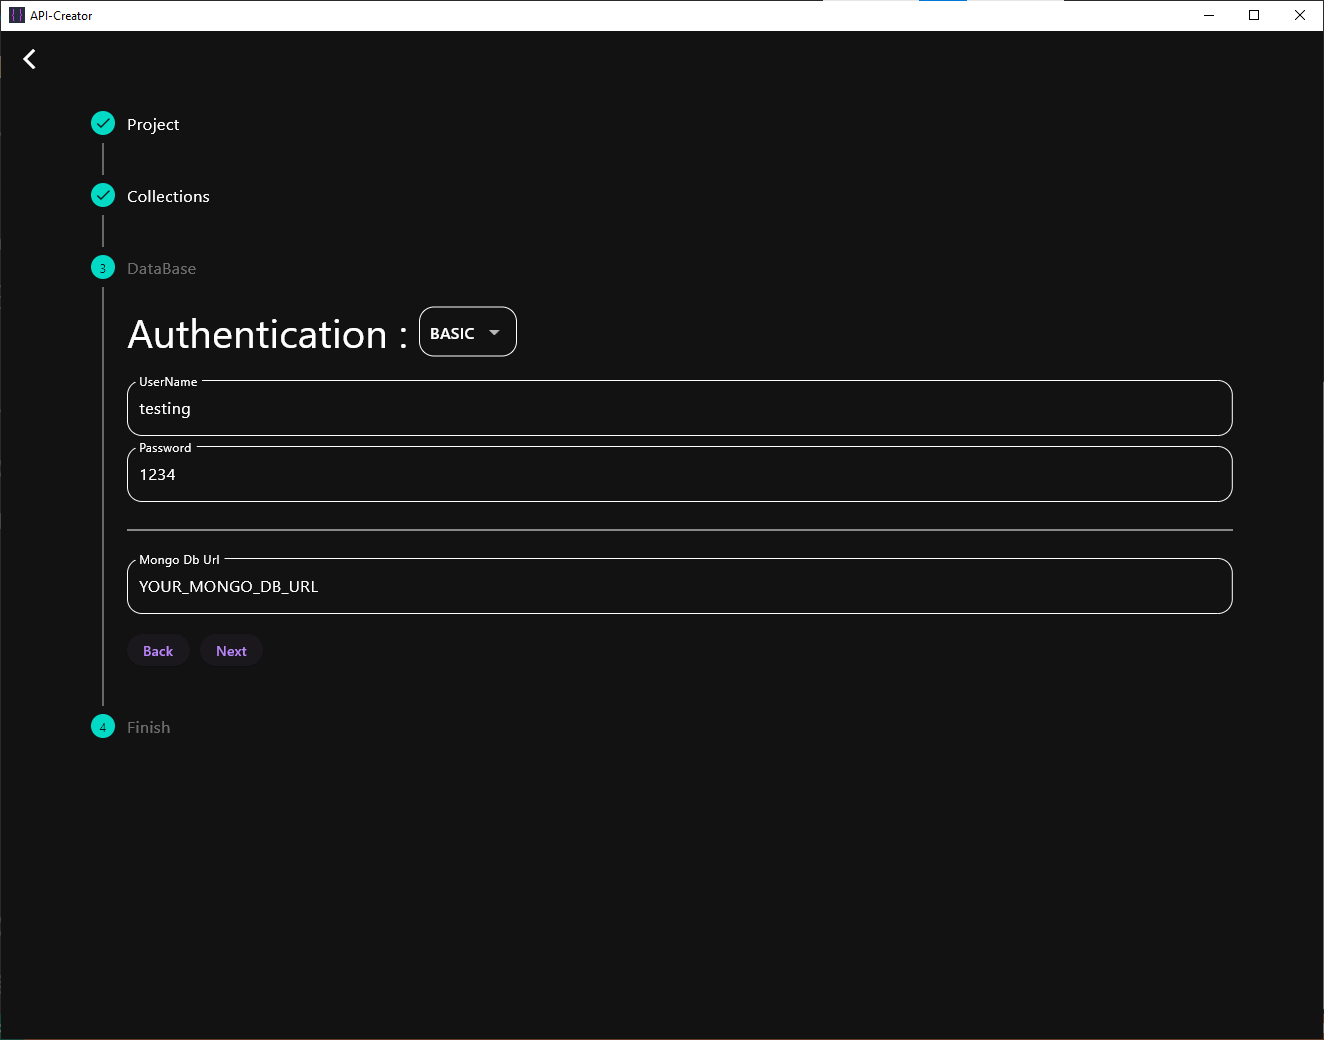 API-Creator
Project
Collections
3 DataBase
Authentication : BASIC
UserName
testing
Password
1234
Mongo Db Url
YOUR_MONGO_DB_URL
Back Next
4 Finish